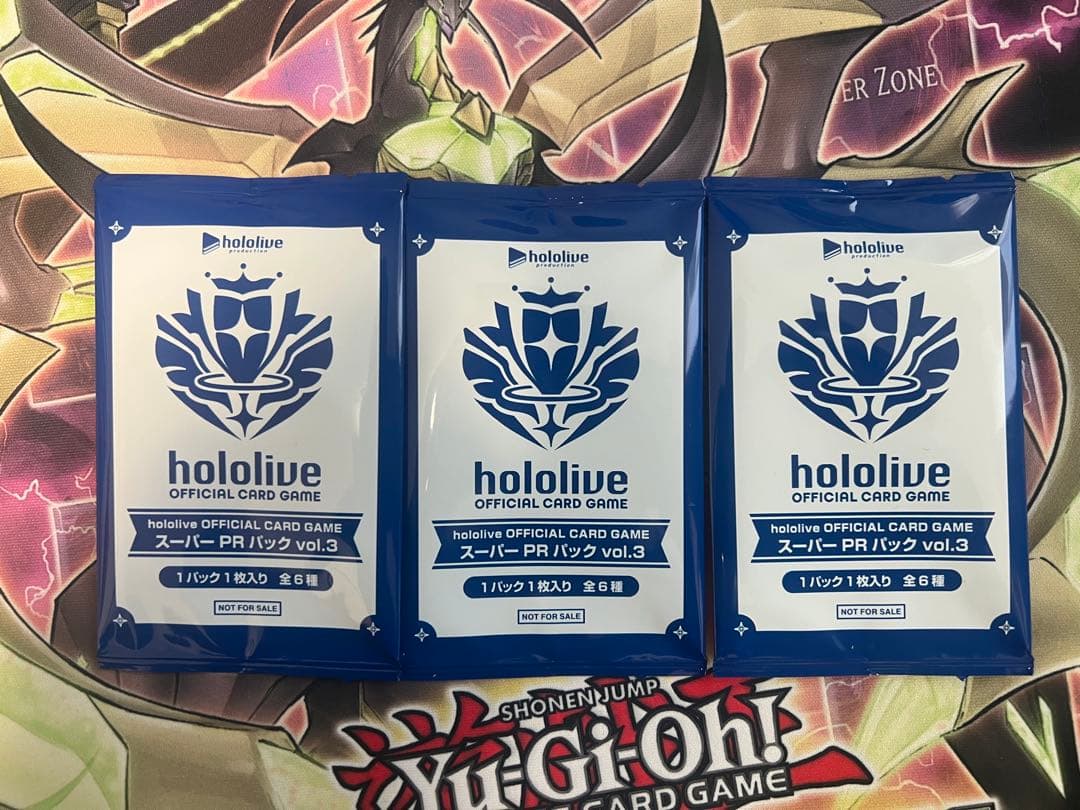 ER ZONE
hololive
production
hololive
OFFICIAL CARD GAME
hololive OFFICIAL CARD GAME
スーパー PR パック vol.3
1パック1枚入り 全6種
NOT FOR SALE
hololive
production
hololive
OFFICIAL CARD GAME
hololive OFFICIAL CARD GAME
スーパー PR パック vol.3
1パック1枚入り 全6種
NOT FOR SALE
hololive
production
hololive
OFFICIAL CARD GAME
hololive OFFICIAL CARD GAME
スーパー PR パック vol.3
1パック1枚入り 全6種
NOT FOR SALE
SHONEN JUMP
Yu-Gi-Oh!
CARD GAME